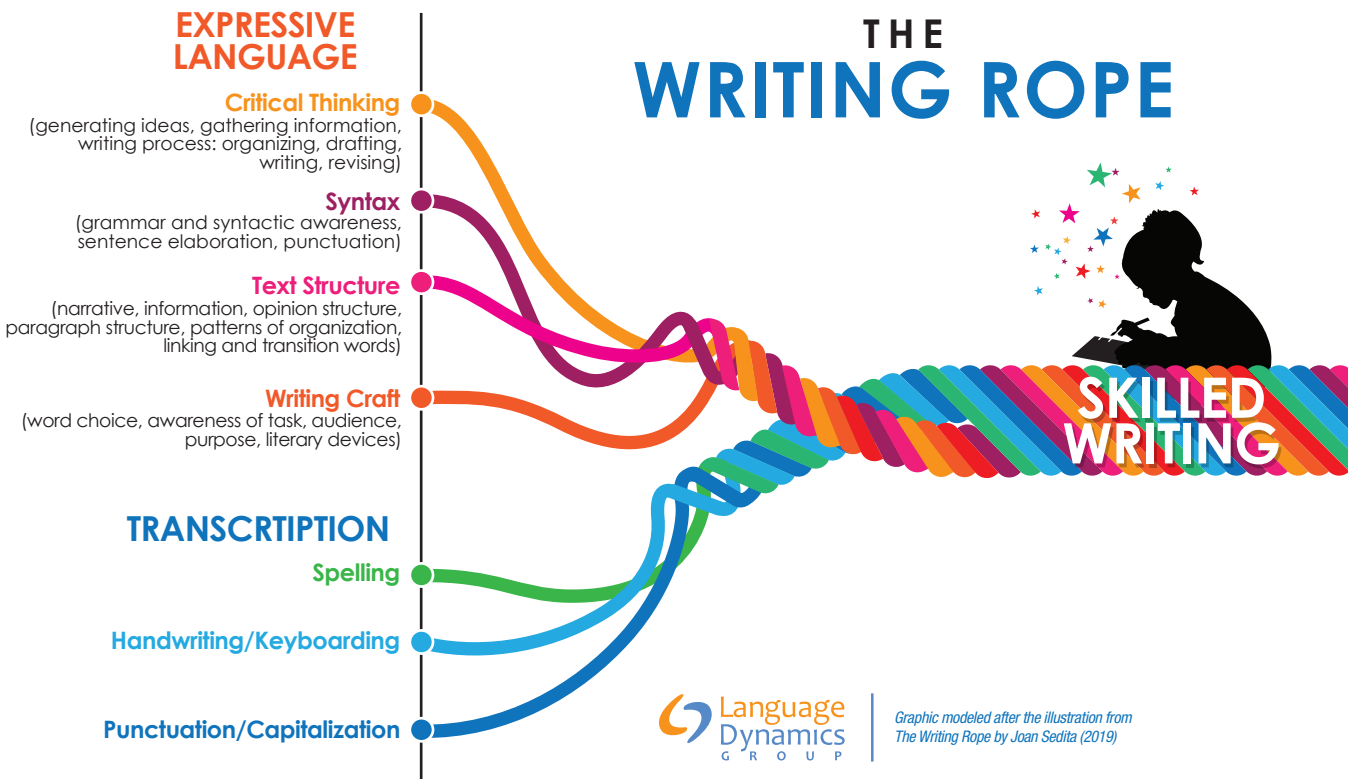 EXPRESSIVE
LANGUAGE
Critical Thinking
(generating ideas, gathering information,
writing process: organizing, drafting,
writing, revising)
Syntax
(grammar and syntactic awareness,
sentence elaboration, punctuation)
Text Structure
(narrative, information, opinion structure,
paragraph structure, patterns of organization,
linking and transition words)
Writing Craft
(word choice, awareness of task, audience,
purpose, literary devices)
TRANSCRTIPTION
Spelling
Handwriting/Keyboarding
Punctuation/Capitalization
THE
WRITING ROPE
SKILLED
WRITING
Language
Dynamics
GROUP
Graphic modeled after the illustration from
The Writing Rope by Joan Sedita (2019)